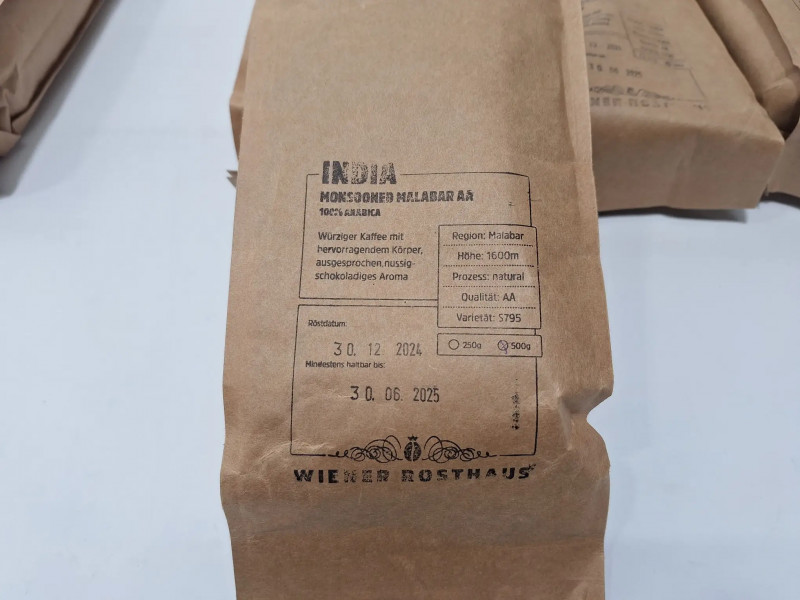 INDIA
MONSOONED MALABAR AA
100% ARABICA
Würziger Kaffee mit
hervorragendem Körper,
ausgesprochen nussig-
schokoladiges Aroma
Region: Malabar
Höhe: 1600m
Prozess: natural
Qualität: AA
Varietät: S795
250g 500g
Röstdatum:
30. 12 2024
Mindestens haltbar bis:
30. 06. 2025
WIENER RÖSTHAUS